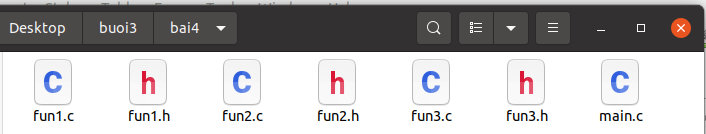 Desktop buoi3 bai4
C h C h C h C
fun1.c fun1.h fun2.c fun2.h fun3.c fun3.h main.c